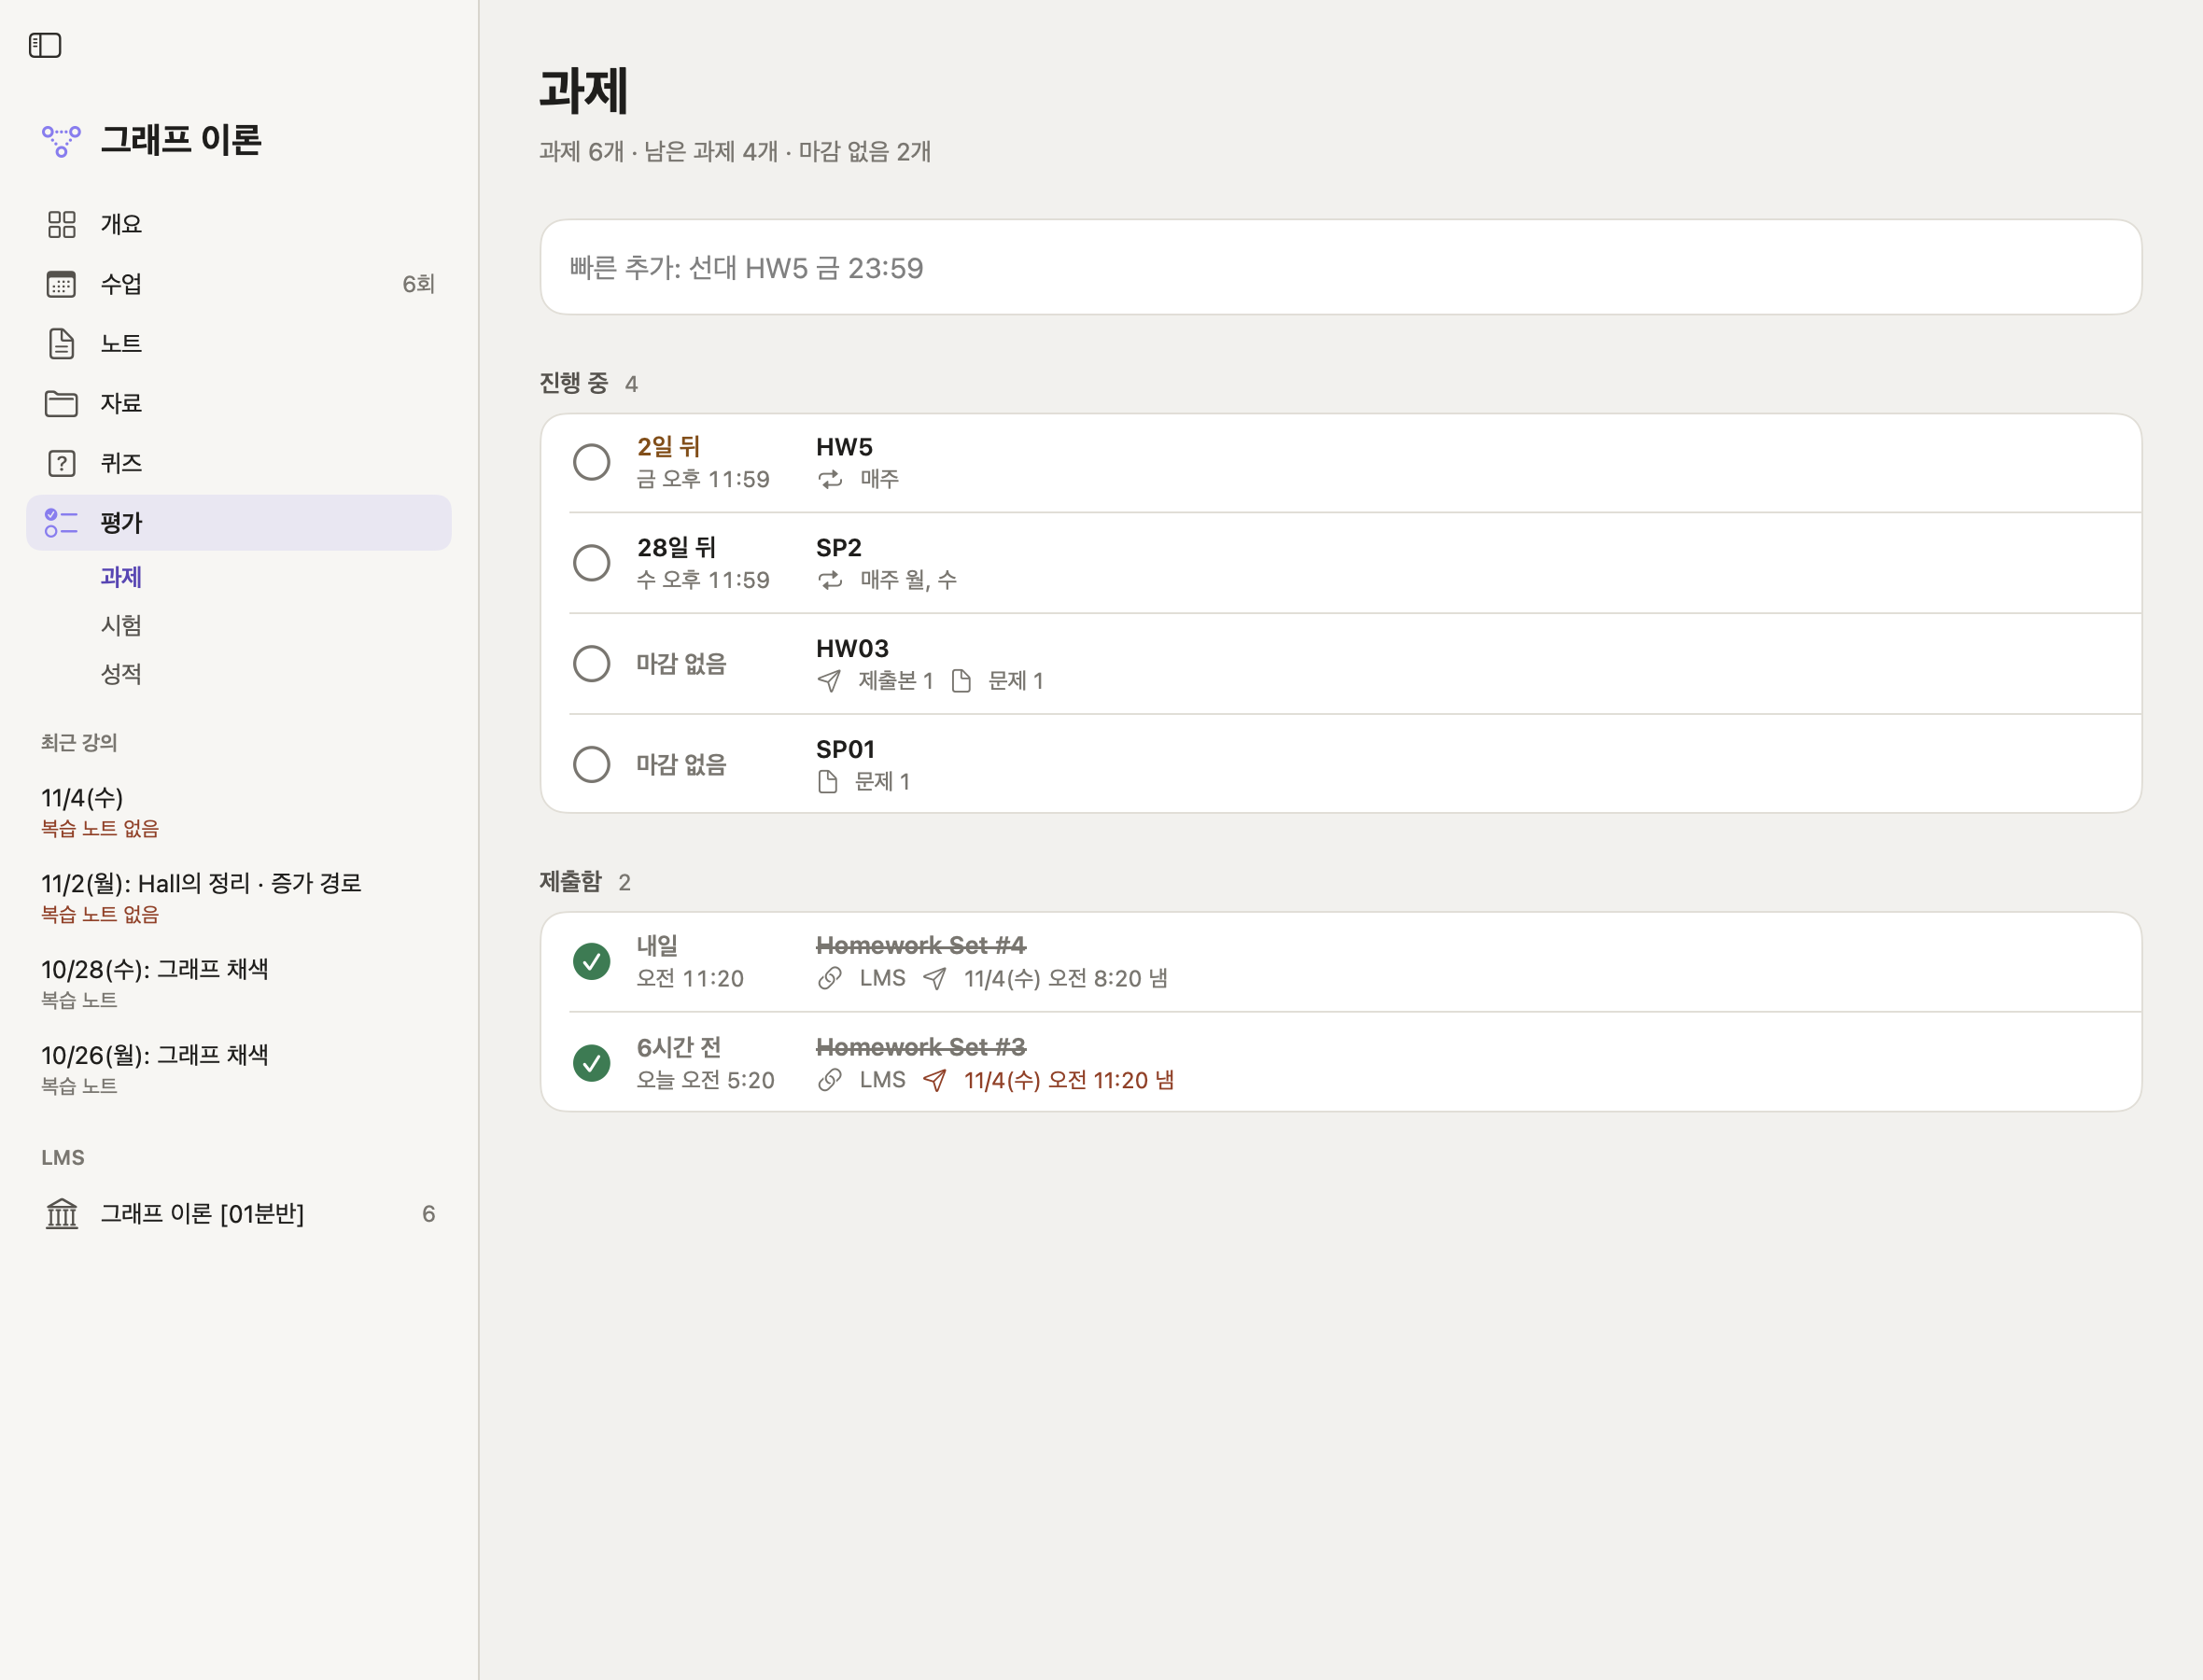 그래프 이론
개요
수업 6회
노트
자료
퀴즈
평가
과제
시험
성적
최근 강의
11/4(수)
복습 노트 없음
11/2(월): Hall의 정리 · 증가 경로
복습 노트 없음
10/28(수): 그래프 채색
복습 노트
10/26(월): 그래프 채색
복습 노트
LMS
그래프 이론 [01분반] 6
과제
과제 6개 · 남은 과제 4개 · 마감 없음 2개
빠른 추가: 선대 HW5 금 23:59
진행 중 4
2일 뒤 HW5
금 오후 11:59 매주
28일 뒤 SP2
수 오후 11:59 매주 월, 수
마감 없음 HW03
제출본 1 문제 1
마감 없음 SP01
문제 1
제출함 2
내일 Homework Set #4
오전 11:20 LMS 11/4(수) 오전 8:20 냄
6시간 전 Homework Set #3
오늘 오전 5:20 LMS 11/4(수) 오전 11:20 냄